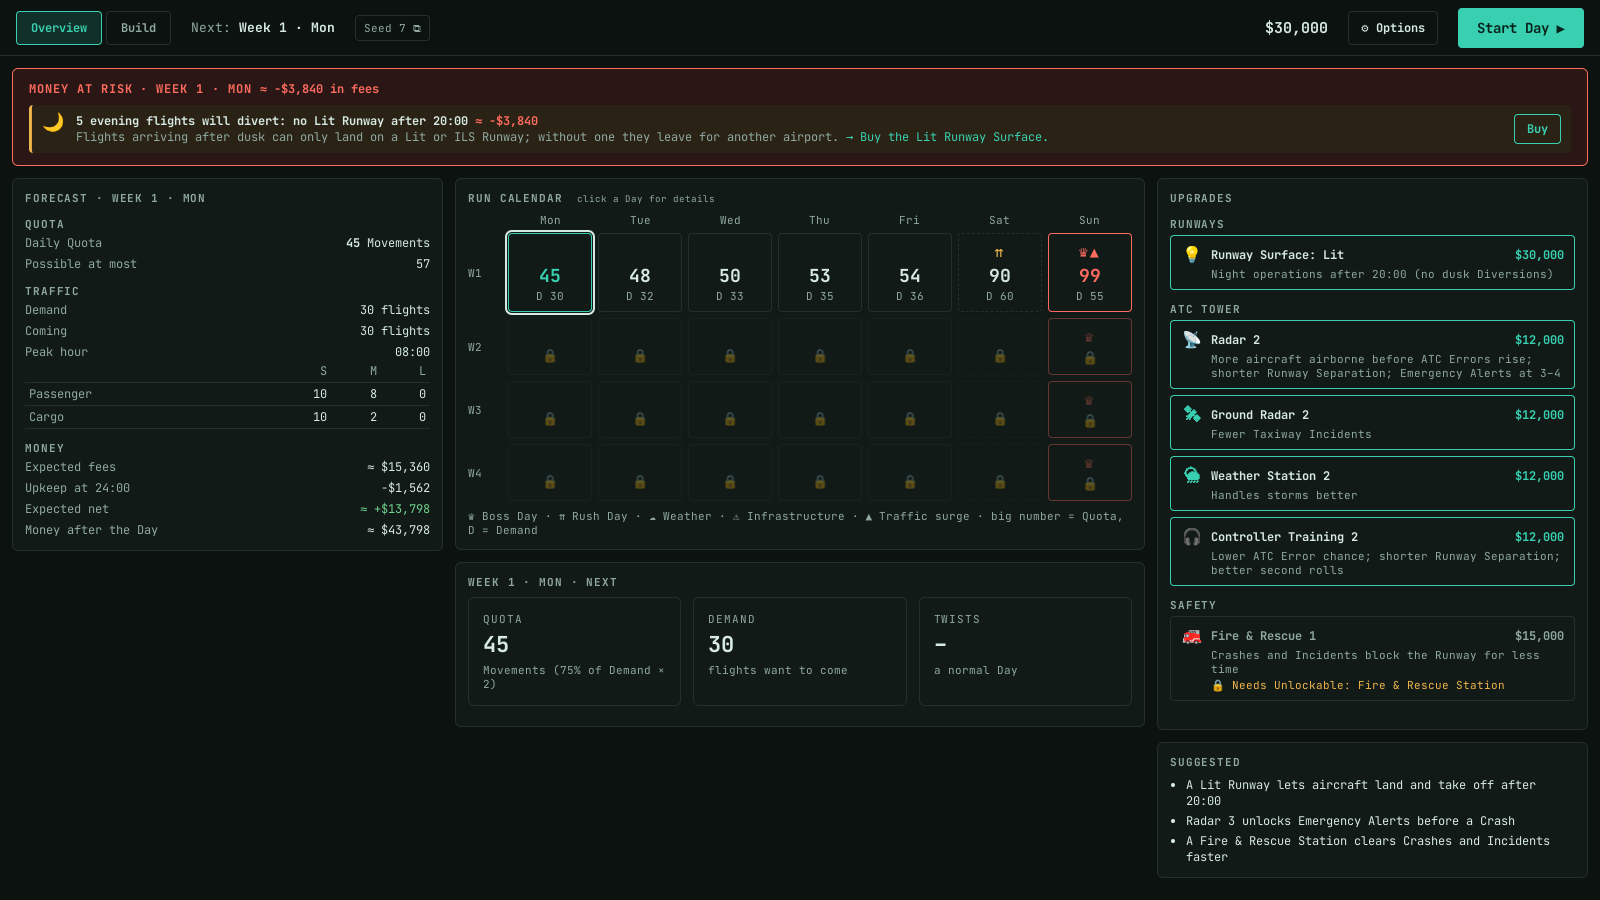 Overview
Build
Next: Week 1 · Mon
Seed 7
$30,000
Options
Start Day ▶
MONEY AT RISK · WEEK 1 · MON ≈ -$3,840 in fees
5 evening flights will divert: no Lit Runway after 20:00 ≈ -$3,840
Flights arriving after dusk can only land on a Lit or ILS Runway; without one they leave for another airport. → Buy the Lit Runway Surface.
Buy
FORECAST · WEEK 1 · MON
QUOTA
Daily Quota 45 Movements
Possible at most 57
TRAFFIC
Demand 30 flights
Coming 30 flights
Peak hour 08:00
S M L
Passenger 10 8 0
Cargo 10 2 0
MONEY
Expected fees ≈ $15,360
Upkeep at 24:00 -$1,562
Expected net ≈ +$13,798
Money after the Day ≈ $43,798
RUN CALENDAR click a Day for details
Mon Tue Wed Thu Fri Sat Sun
W1 45 48 50 53 54 90 99
D 30 D 32 D 33 D 35 D 36 D 60 D 55
W2
W3
W4
♛ Boss Day · ⇈ Rush Day · ☁ Weather · ⚠ Infrastructure · ▲ Traffic surge · big number = Quota,
D = Demand
WEEK 1 · MON · NEXT
QUOTA
45
Movements (75% of Demand ×
2)
DEMAND
30
flights want to come
TWISTS
–
a normal Day
UPGRADES
RUNWAYS
Runway Surface: Lit $30,000
Night operations after 20:00 (no dusk Diversions)
ATC TOWER
Radar 2 $12,000
More aircraft airborne before ATC Errors rise;
shorter Runway Separation; Emergency Alerts at 3–4
Ground Radar 2 $12,000
Fewer Taxiway Incidents
Weather Station 2 $12,000
Handles storms better
Controller Training 2 $12,000
Lower ATC Error chance; shorter Runway Separation;
better second rolls
SAFETY
Fire & Rescue 1 $15,000
Crashes and Incidents block the Runway for less
time
Needs Unlockable: Fire & Rescue Station
SUGGESTED
• A Lit Runway lets aircraft land and take off after
20:00
• Radar 3 unlocks Emergency Alerts before a Crash
• A Fire & Rescue Station clears Crashes and Incidents
faster